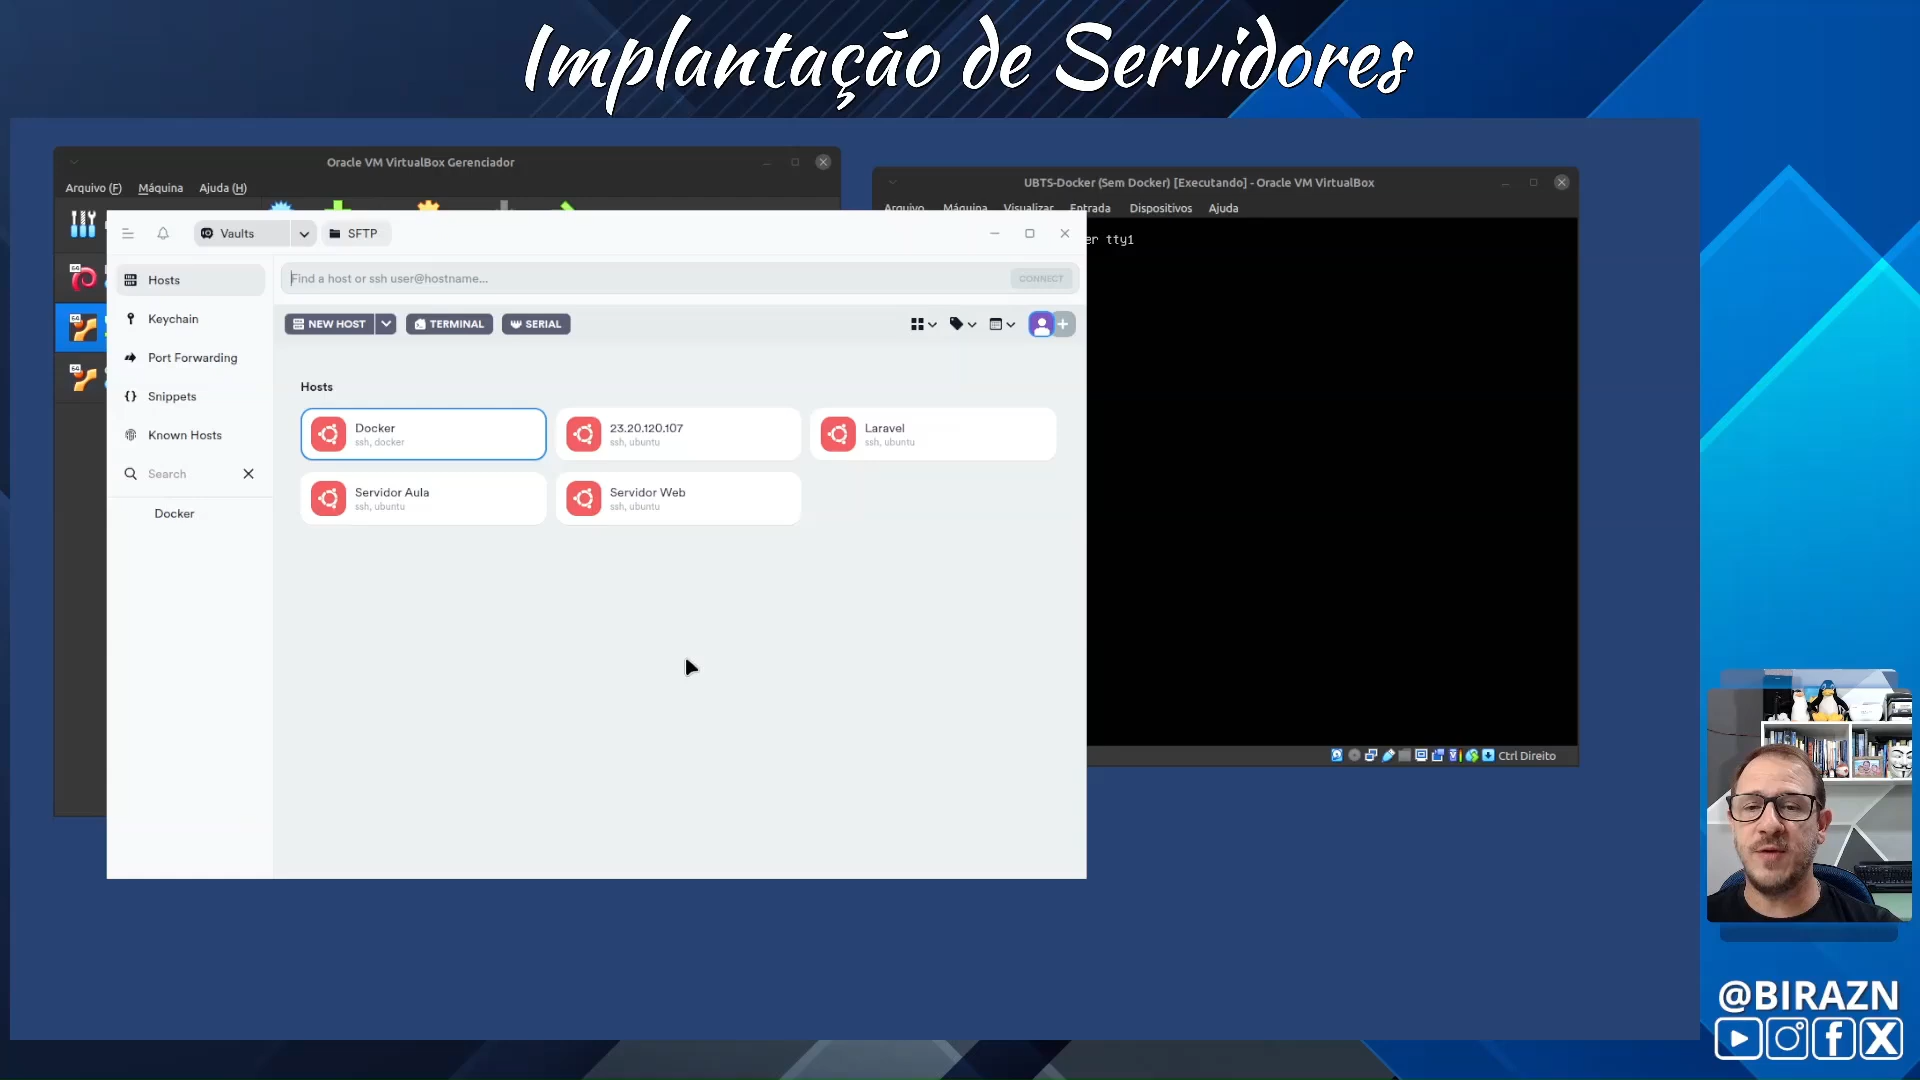 Implantação de Servidores
Oracle VM VirtualBox Gerenciador
Arquivo (F) Máquina Ajuda (H)
UBTS-Docker (Sem Docker) [Executando] - Oracle VM VirtualBox
Arquivo Máquina Visualizar Entrada Dispositivos Ajuda
er tty1
Vaults SFTP
Hosts
Keychain
Port Forwarding
Snippets
Known Hosts
Search
Docker
Find a host or ssh user@hostname...
CONNECT
NEW HOST TERMINAL SERIAL
Hosts
Docker
ssh, docker
23.20.120.107
ssh, ubuntu
Laravel
ssh, ubuntu
Servidor Aula
ssh, ubuntu
Servidor Web
ssh, ubuntu
Ctrl Direito
@BIRAZN